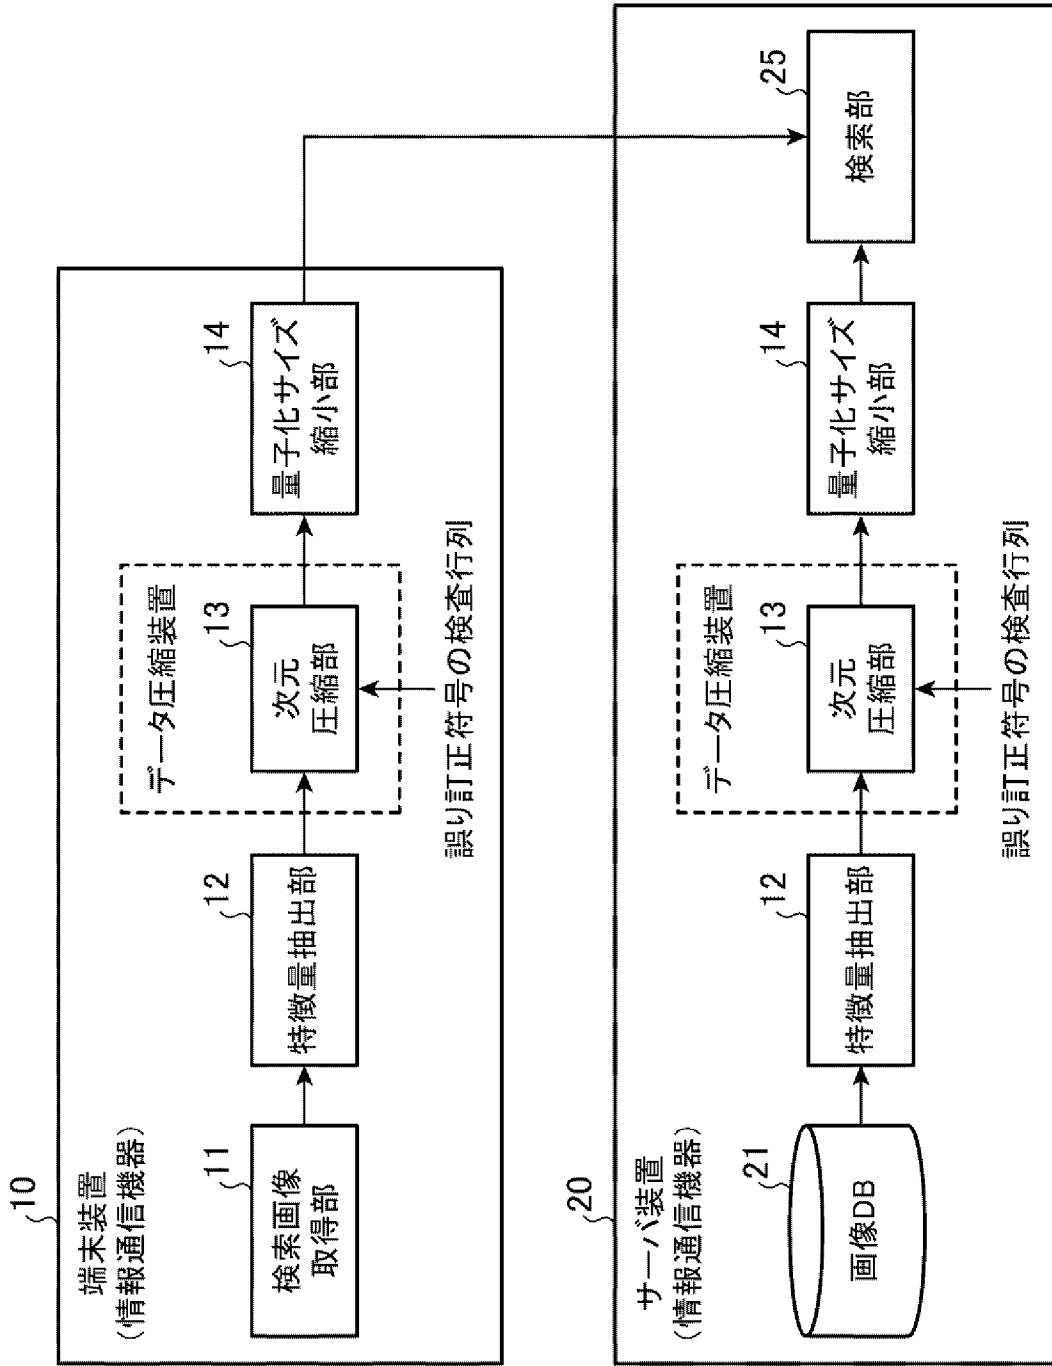 10
端末装置
（情報通信機器）
11
検索画像
取得部
12
特徴量抽出部
データ圧縮装置
13
次元
圧縮部
誤り訂正符号の検査行列
14
量子化サイズ
縮小部
20
サーバ装置
（情報通信機器）
21
画像DB
12
特徴量抽出部
データ圧縮装置
13
次元
圧縮部
誤り訂正符号の検査行列
14
量子化サイズ
縮小部
25
検索部